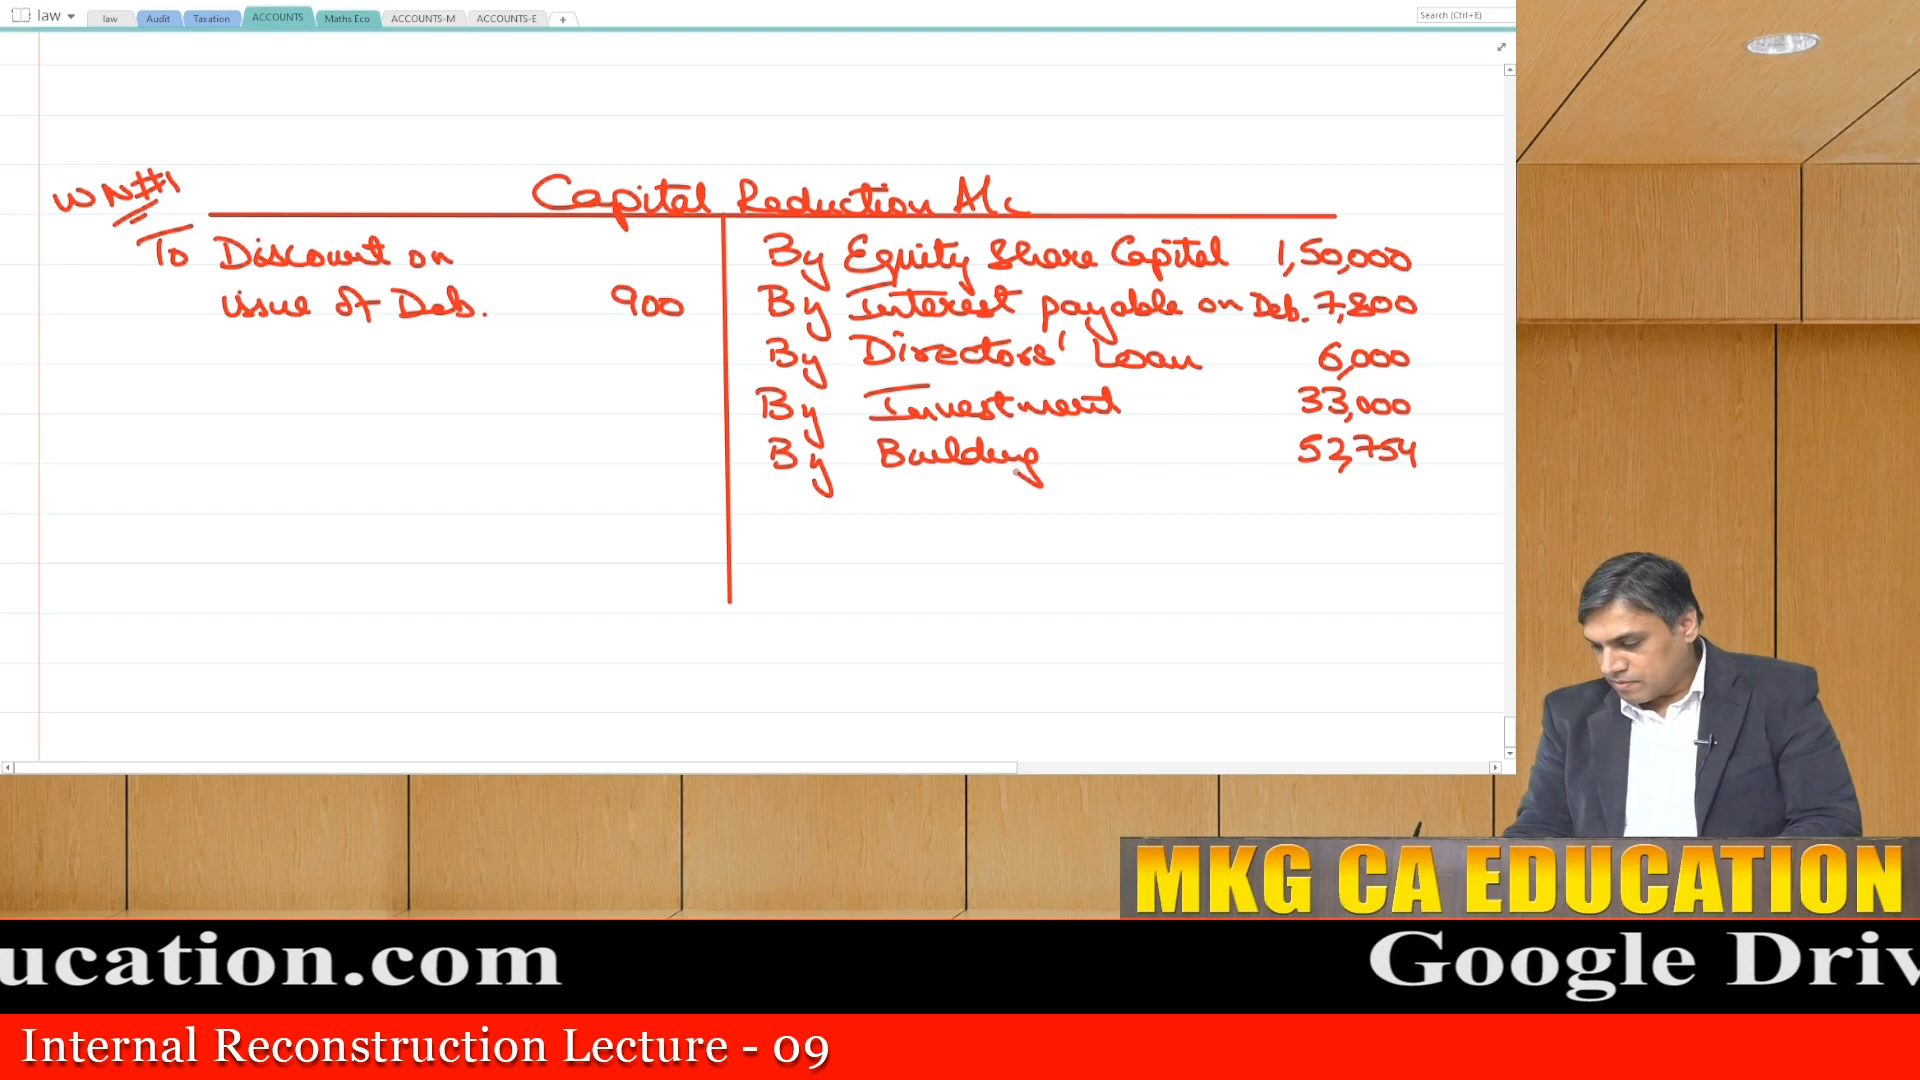 law
law
Audit
Taxation
ACCOUNTS
Maths Eco
ACCOUNTS-M
ACCOUNTS-E
+
Search (Ctrl+E)
WN#1
Capital Reduction A/c
To Discount on
issue of Deb. 900
By Equity Share Capital 1,50,000
By Interest payable on Deb. 7,800
By Directors' Loan 6,000
By Investment 33,000
By Building 52,754
MKG CA EDUCATION
ucation.com
Google Driv
Internal Reconstruction Lecture - 09